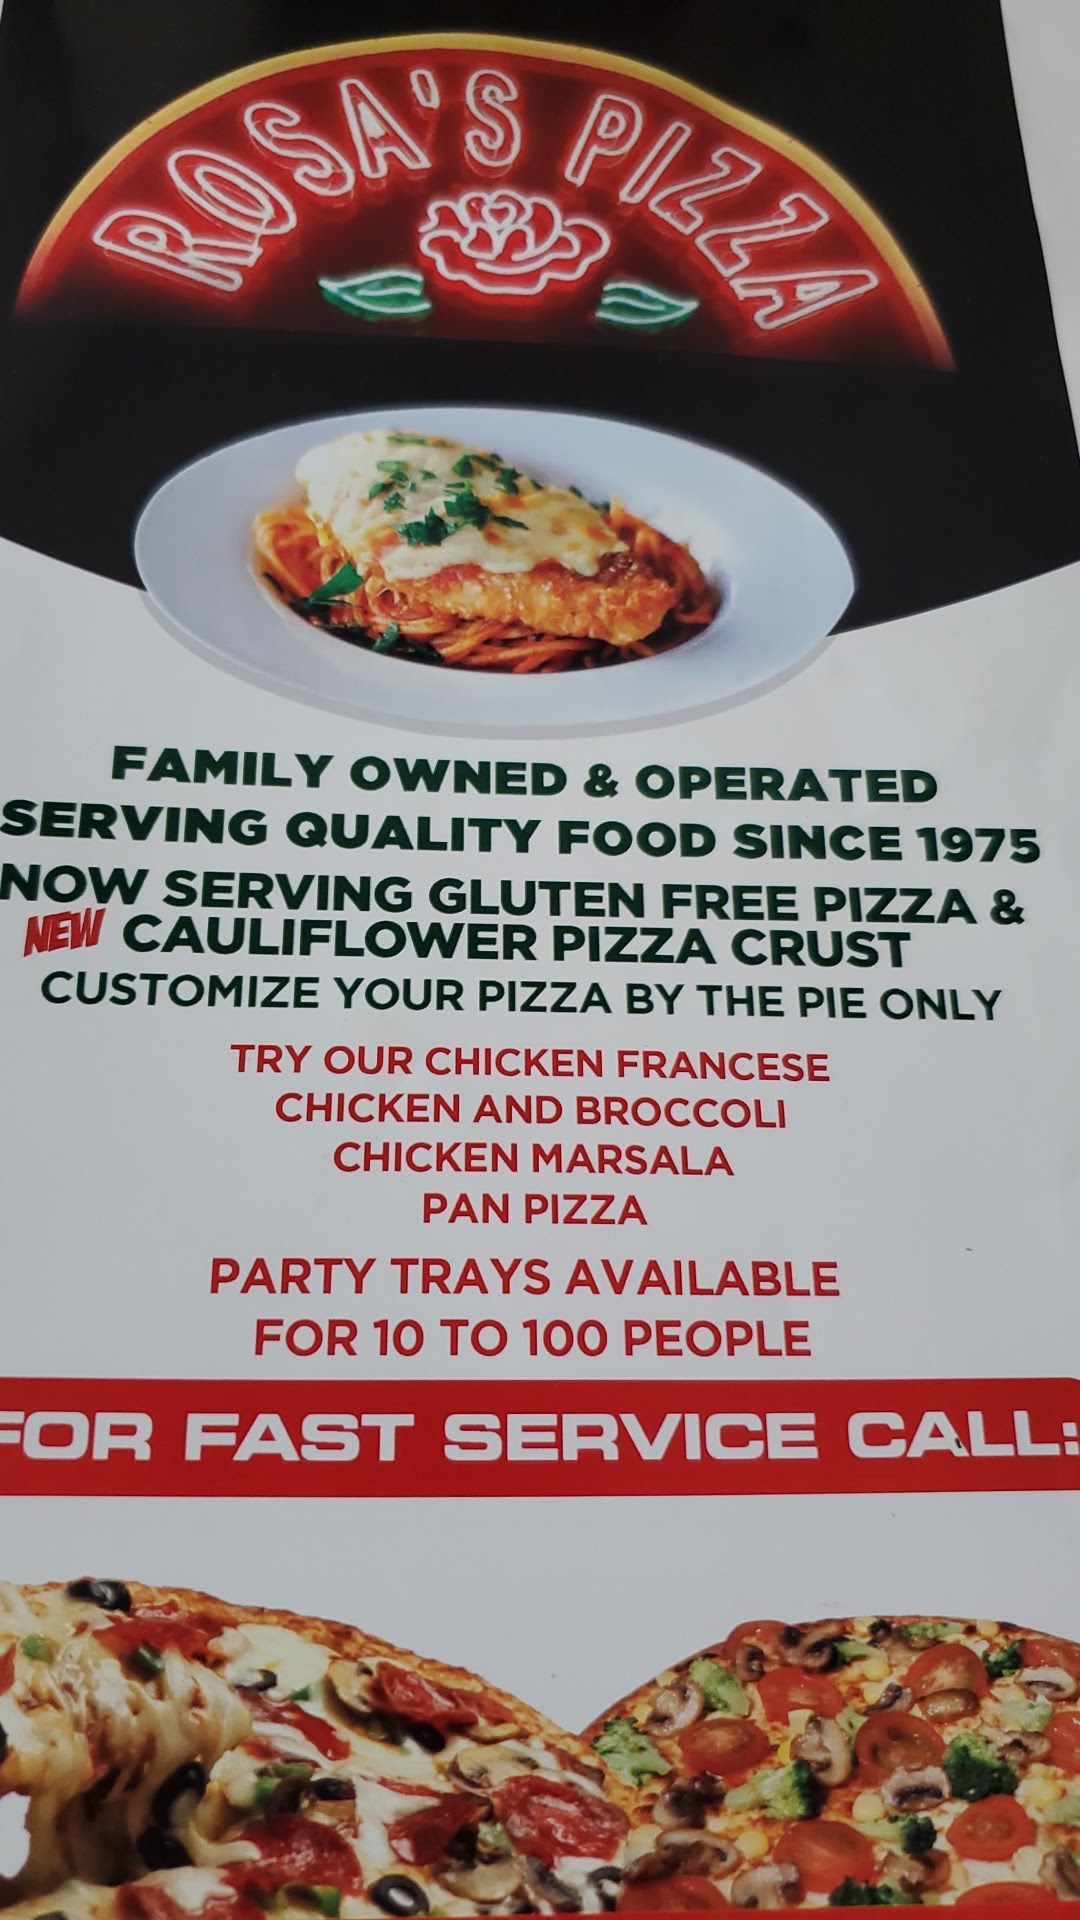 ROSA'S PIZZA
FAMILY OWNED & OPERATED
SERVING QUALITY FOOD SINCE 1975
NOW SERVING GLUTEN FREE PIZZA &
NEW CAULIFLOWER PIZZA CRUST
CUSTOMIZE YOUR PIZZA BY THE PIE ONLY
TRY OUR CHICKEN FRANCESE
CHICKEN AND BROCCOLI
CHICKEN MARSALA
PAN PIZZA
PARTY TRAYS AVAILABLE
FOR 10 TO 100 PEOPLE
FOR FAST SERVICE CALL: